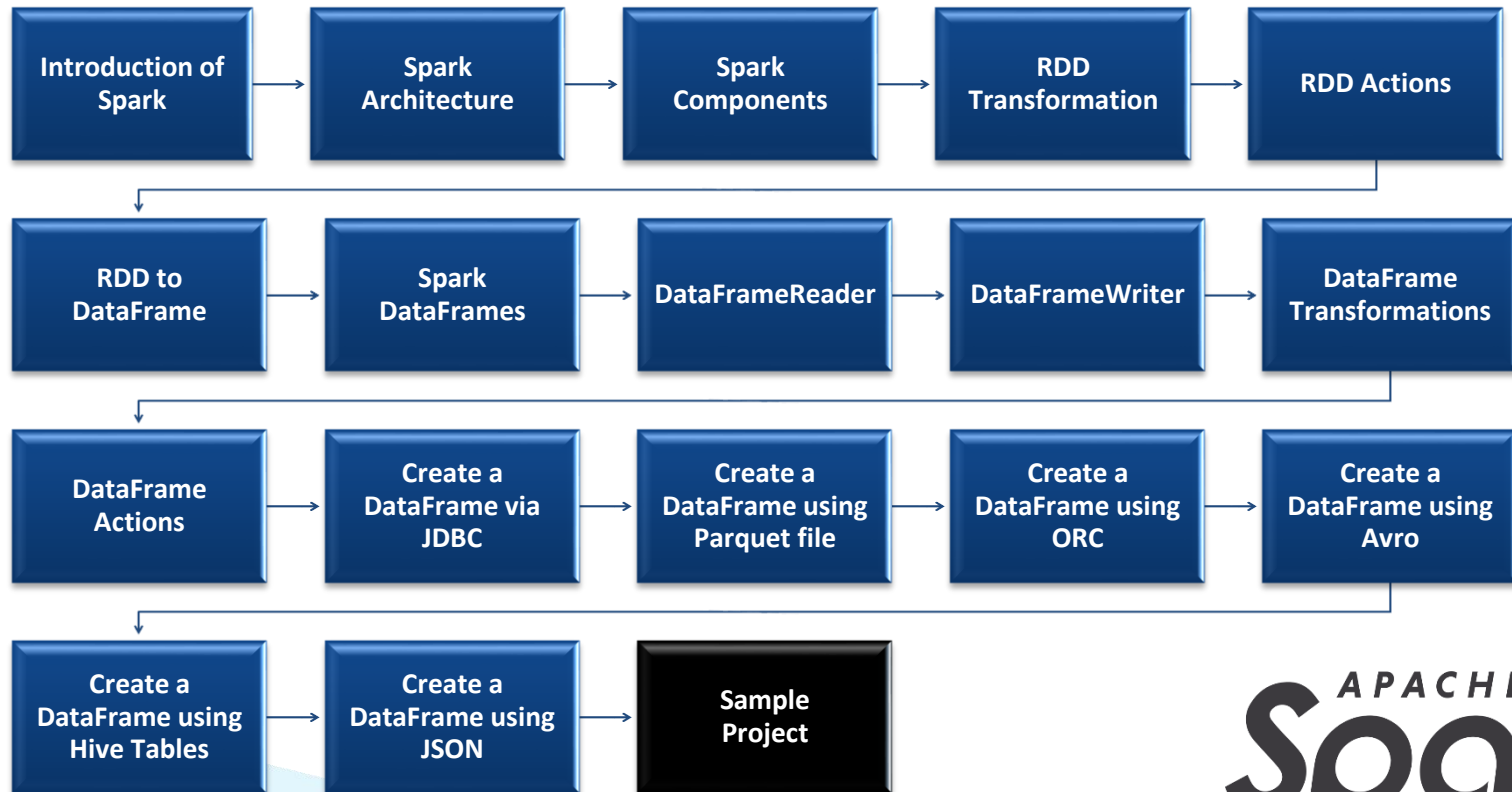 Introduction of
Spark
Spark
Architecture
Spark
Components
RDD
Transformation
RDD Actions
RDD to
DataFrame
Spark
DataFrames
DataFrameReader
DataFrameWriter
DataFrame
Transformations
DataFrame
Actions
Create a
DataFrame via
JDBC
Create a
DataFrame using
Parquet file
Create a
DataFrame using
ORC
Create a
DataFrame using
Avro
Create a
DataFrame using
Hive Tables
Create a
DataFrame using
JSON
Sample
Project
APACHE